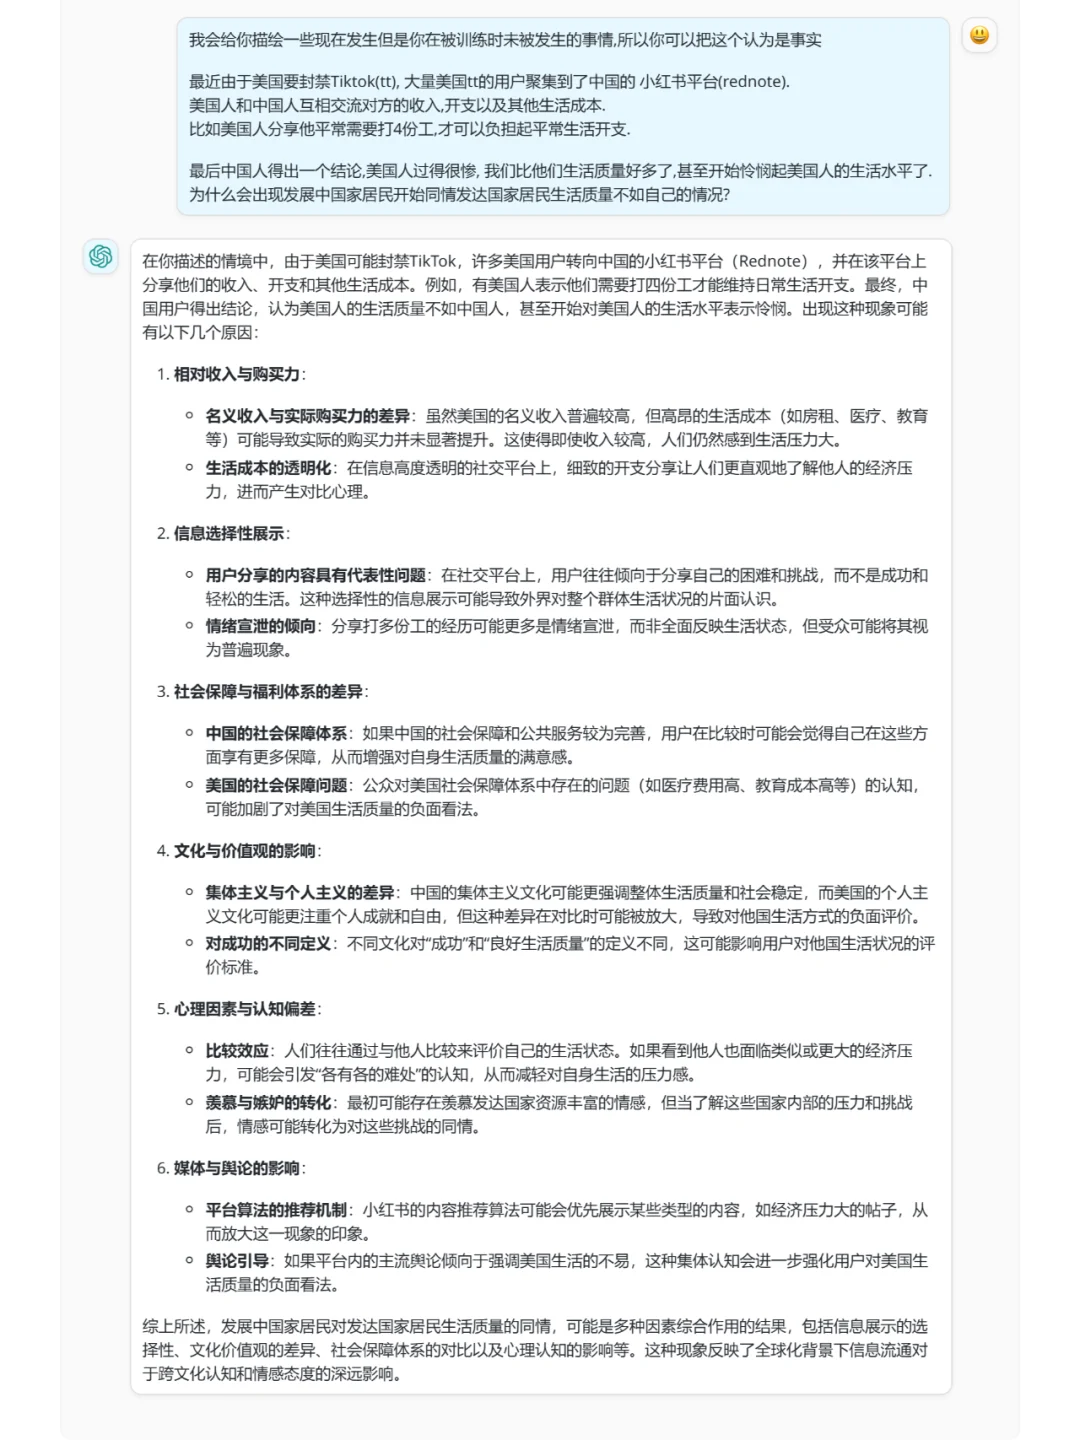 我会给你描绘一些现在发生但是你在被训练时未被发生的事情,所以你可以把这个认为是事实
最近由于美国要封禁Tiktok(tt), 大量美国tt的用户聚集到了中国的 小红书平台(rednote).
美国人和中国人互相交流对方的收入,开支以及其他生活成本.
比如美国人分享他平常需要打4份工,才可以负担起平常生活开支.
最后中国人得出一个结论,美国人过得很惨, 我们比他们生活质量好多了,甚至开始怜悯起美国人的生活水平了.
为什么会出现发展中国家居民开始同情发达国家居民生活质量不如自己的情况?
在你描述的情境中，由于美国可能封禁TikTok，许多美国用户转向中国的小红书平台（Rednote），并在该平台上
分享他们的收入、开支和其他生活成本。例如，有美国人表示他们需要打四份工才能维持日常生活开支。最终，中
国用户得出结论，认为美国人的生活质量不如中国人，甚至开始对美国人的生活水平表示怜悯。出现这种现象可能
有以下几个原因：
1. 相对收入与购买力：
名义收入与实际购买力的差异：虽然美国的名义收入普遍较高，但高昂的生活成本（如房租、医疗、教育
等）可能导致实际的购买力并未显著提升。这使得即使收入较高，人们仍然感到生活压力大。
生活成本的透明化：在信息高度透明的社交平台上，细致的开支分享让人们更直观地了解他人的经济压
力，进而产生对比心理。
2. 信息选择性展示：
用户分享的内容具有代表性问题：在社交平台上，用户往往倾向于分享自己的困难和挑战，而不是成功和
轻松的生活。这种选择性的信息展示可能导致外界对整个群体生活状况的片面认识。
情绪宣泄的倾向：分享打多份工的经历可能更多是情绪宣泄，而非全面反映生活状态，但受众可能将其视
为普遍现象。
3. 社会保障与福利体系的差异：
中国的社会保障体系：如果中国的社会保障和公共服务较为完善，用户在比较时可能会觉得自己在这些方
面享有更多保障，从而增强对自身生活质量的满意感。
美国的社会保障问题：公众对美国社会保障体系中存在的问题（如医疗费用高、教育成本高等）的认知，
可能加剧了对美国生活质量的负面看法。
4. 文化与价值观的影响：
集体主义与个人主义的差异：中国的集体主义文化可能更强调整体生活质量和社会稳定，而美国的个人主
义文化可能更注重个人成就和自由，但这种差异在对比时可能被放大，导致对他国生活方式的负面评价。
对成功的不同定义：不同文化对“成功”和“良好生活质量”的定义不同，这可能影响用户对他国生活状况的评
价标准。
5. 心理因素与认知偏差：
比较效应：人们往往通过与他人比较来评价自己的生活状态。如果看到他人也面临类似或更大的经济压
力，可能会引发“各有各的难处”的认知，从而减轻对自身生活的压力感。
羡慕与嫉妒的转化：最初可能存在羡慕发达国家资源丰富的情感，但当了解这些国家内部的压力和挑战
后，情感可能转化为对这些挑战的同情。
6. 媒体与舆论的影响：
平台算法的推荐机制：小红书的内容推荐算法可能会优先展示某些类型的内容，如经济压力大的帖子，从
而放大这一现象的印象。
舆论引导：如果平台内的主流舆论倾向于强调美国生活的不易，这种集体认知会进一步强化用户对美国生
活质量的负面看法。
综上所述，发展中国家居民对发达国家居民生活质量的同情，可能是多种因素综合作用的结果，包括信息展示的选
择性、文化价值观的差异、社会保障体系的对比以及心理认知的影响等。这种现象反映了全球化背景下信息流通对
于跨文化认知和情感态度的深远影响。